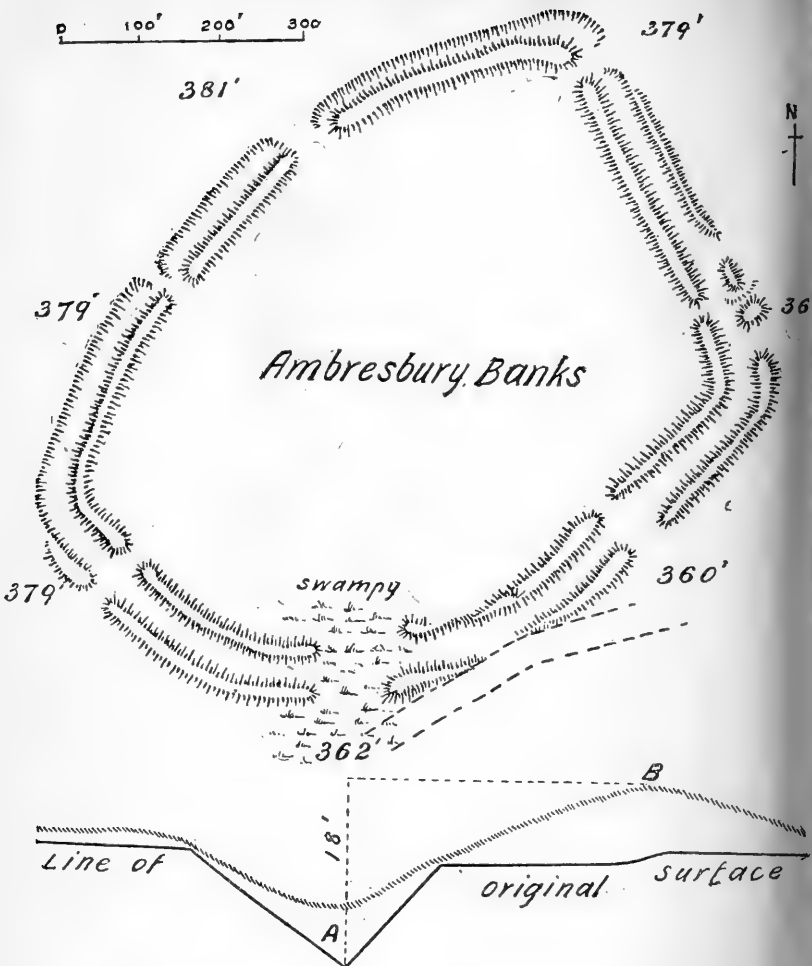 0 100' 200' 300'
379'
381'
N
379'
36
Ambresbury Banks
swampy
360'
379'
362'
B
18'
Line of
A
original surface